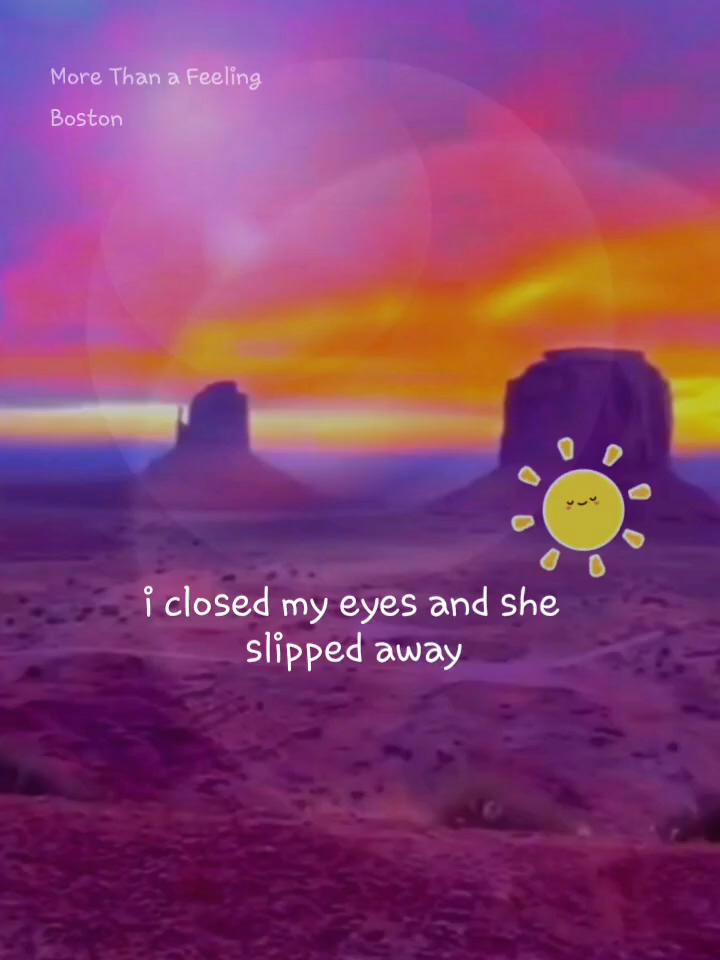 More Than a Feeling
Boston
i closed my eyes and she
slipped away